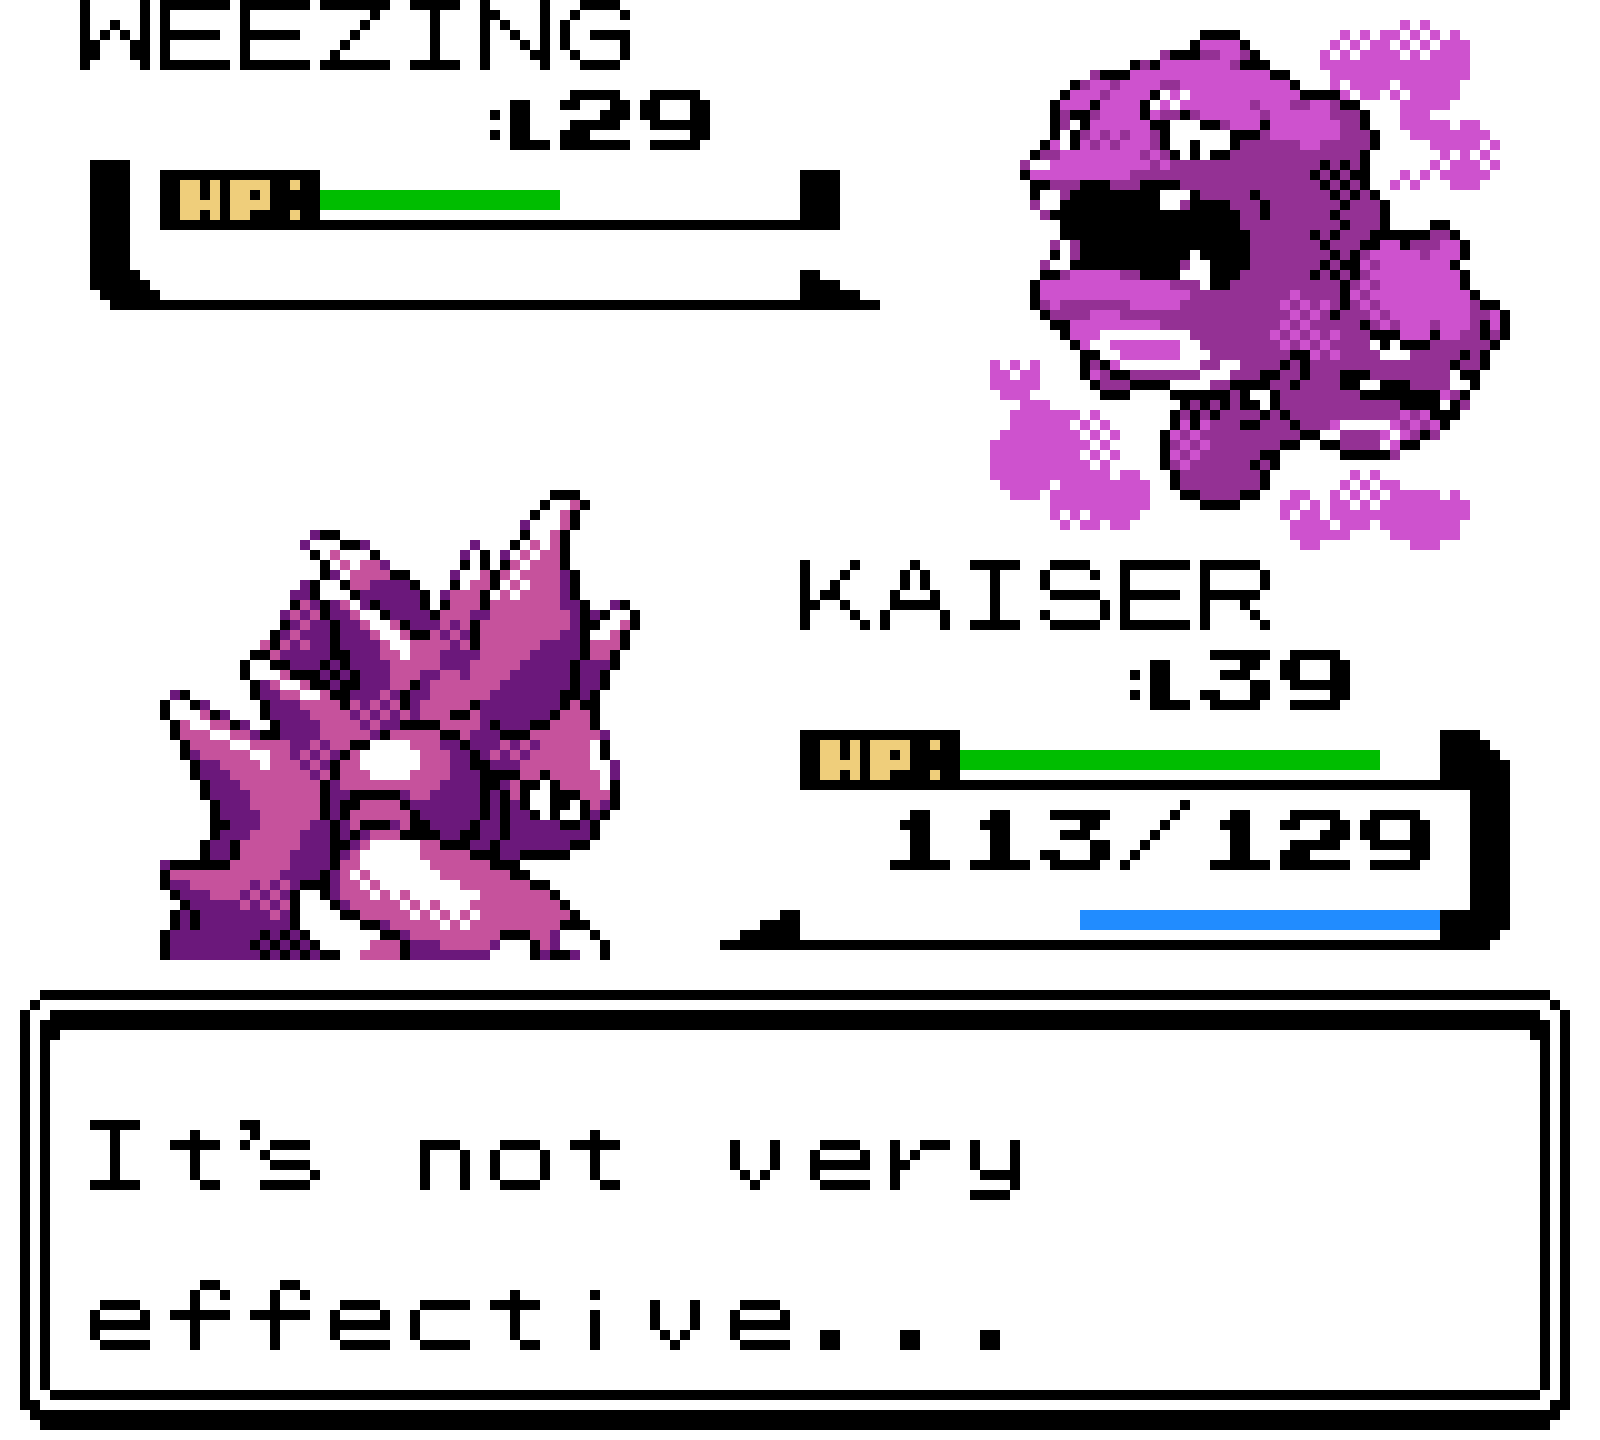 WEEZING
:L29
HP:
KAISER
:L39
HP:
113/129
It's not very
effective...